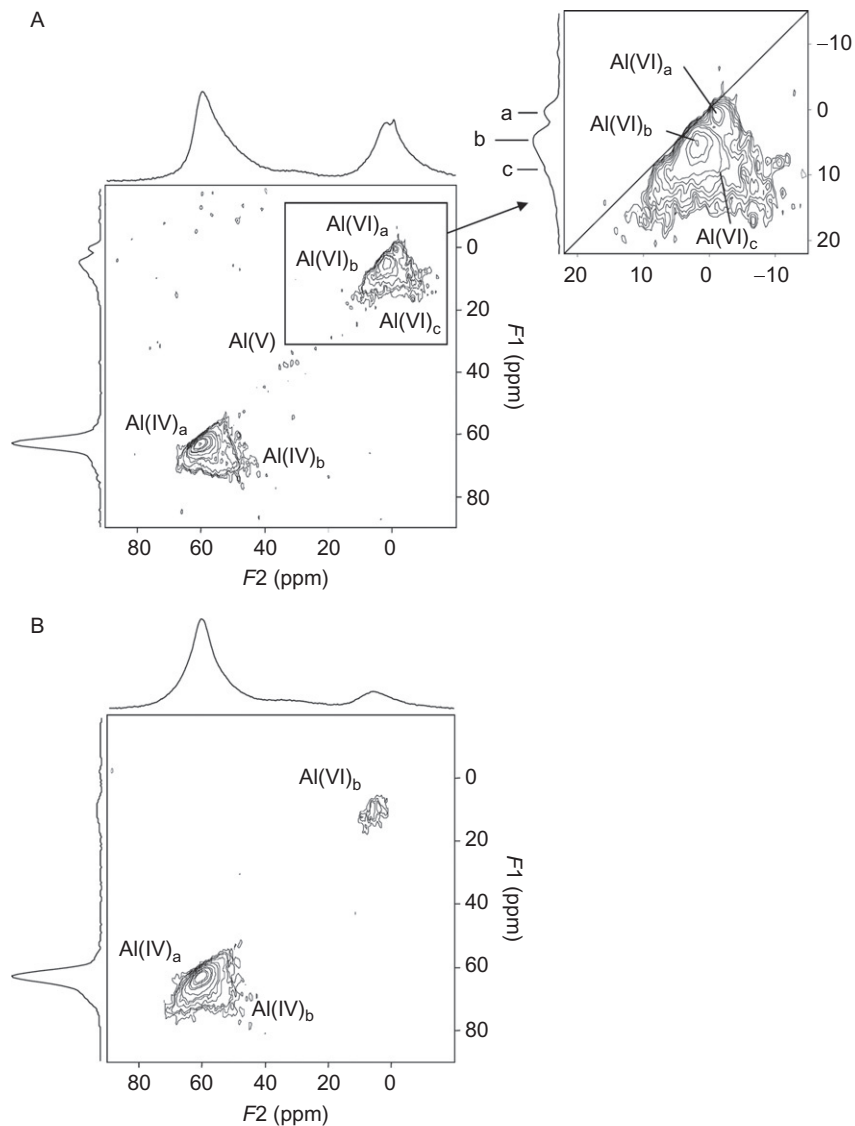 A
Al(VI)a
Al(VI)b
Al(VI)c
a
b
c
–10
0
10
20
20 10 0 –10
Al(VI)a
Al(VI)b
Al(VI)c
Al(V)
Al(IV)a
Al(IV)b
0
20
40
60
80
F1 (ppm)
80 60 40 20 0
F2 (ppm)
B
Al(VI)b
Al(IV)a
Al(IV)b
0
20
40
60
80
F1 (ppm)
80 60 40 20 0
F2 (ppm)